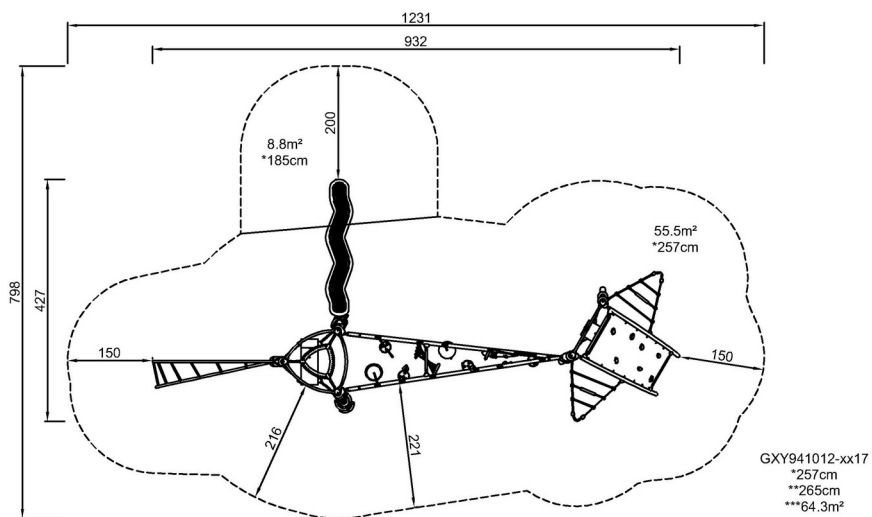 1231
932
200
8.8m²
*185cm
55.5m²
*257cm
798
427
150
150
216
221
GXY941012-xx17
*257cm
**265cm
***64.3m²